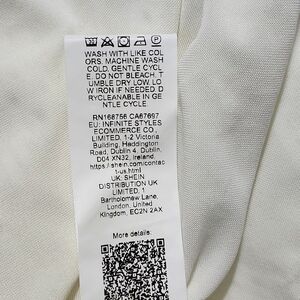 WASH WITH LIKE COL
ORS. MACHINE WASH
COLD. GENTLE CYCL
E. DO NOT BLEACH. T
UMBLE DRY LOW. LO
W IRON IF NEEDED. D
RYCLEANABLE IN GE
NTLE CYCLE.
RN168756 CA67697
EU: INFINITE STYLES
ECOMMERCE CO.,
LIMITED. 1-2 Victoria
Building, Haddington
Road, Dublin 4. Dublin.
D04 XN32, Ireland
https://shein.com/contac
t-us.html
UK: SHEIN
DISTRIBUTION UK
LIMITED, 1
Bartholomew Lane,
London, United
Kingdom, EC2N 2AX
More details: